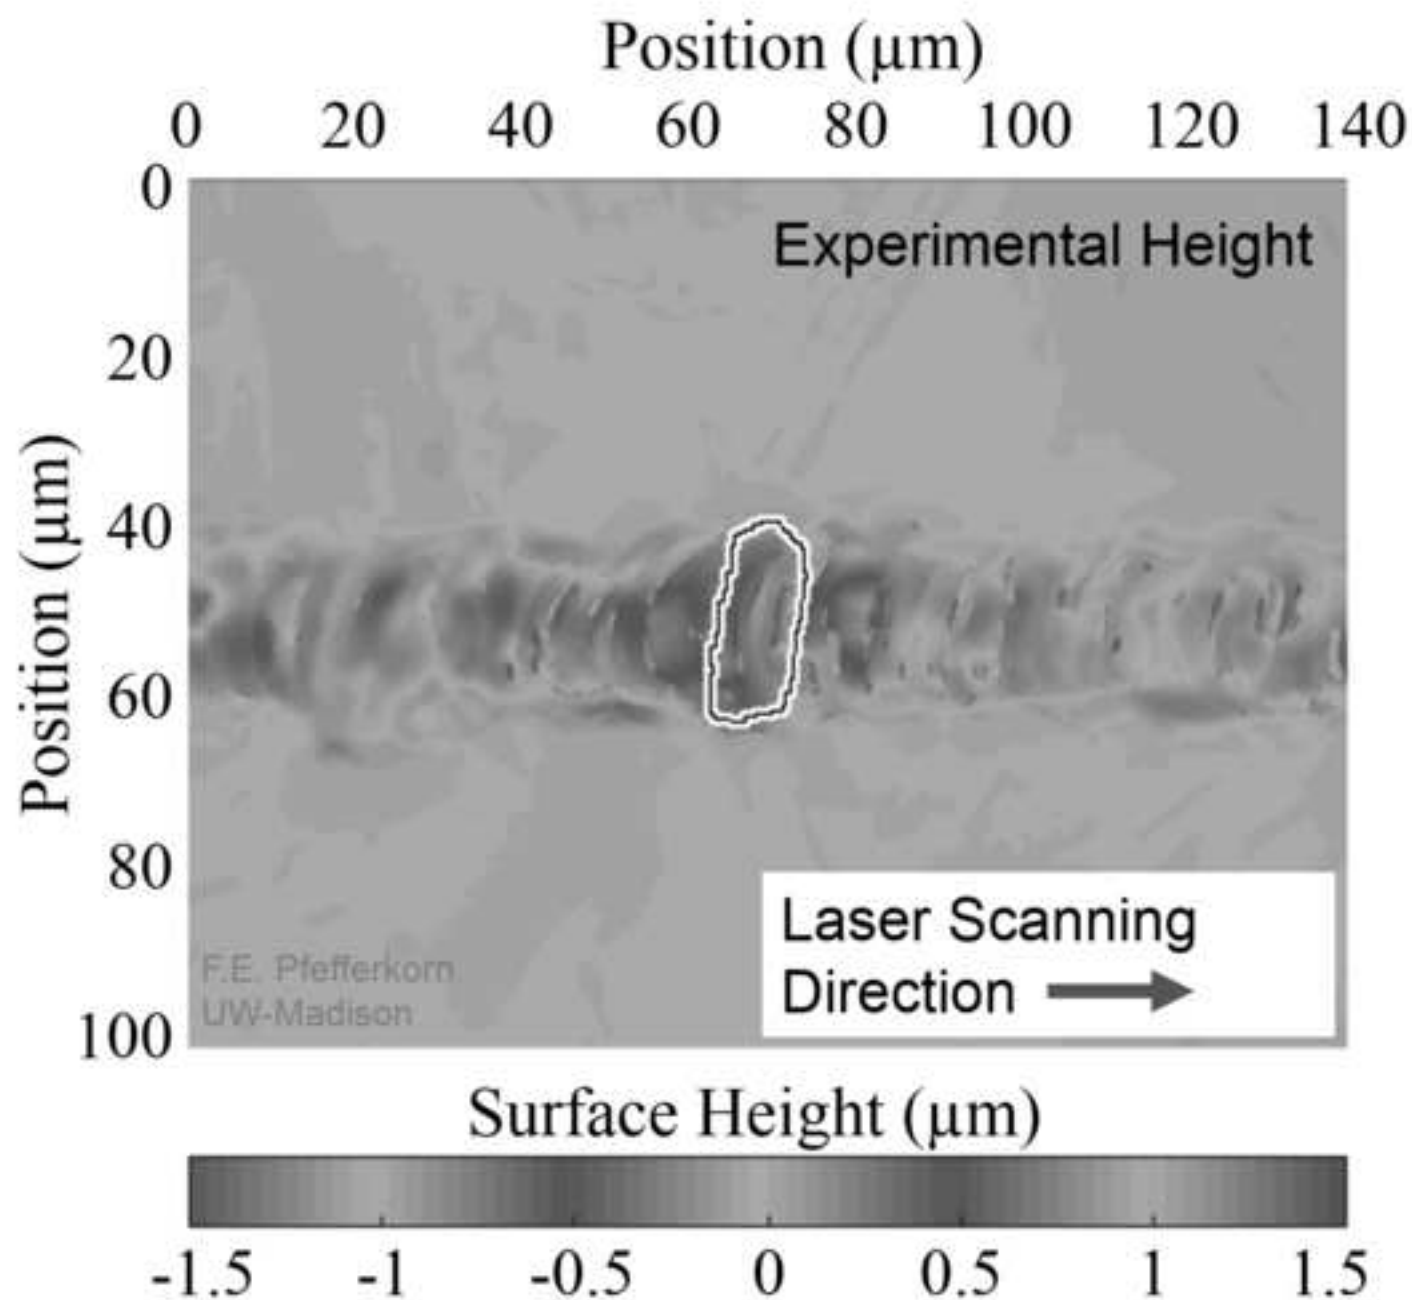 Position (µm)
0 20 40 60 80 100 120 140
0
Experimental Height
20
Position (µm)
40
60
80
Laser Scanning
Direction
F.E. Pfefferkorn
UW-Madison
100
Surface Height (µm)
-1.5 -1 -0.5 0 0.5 1 1.5